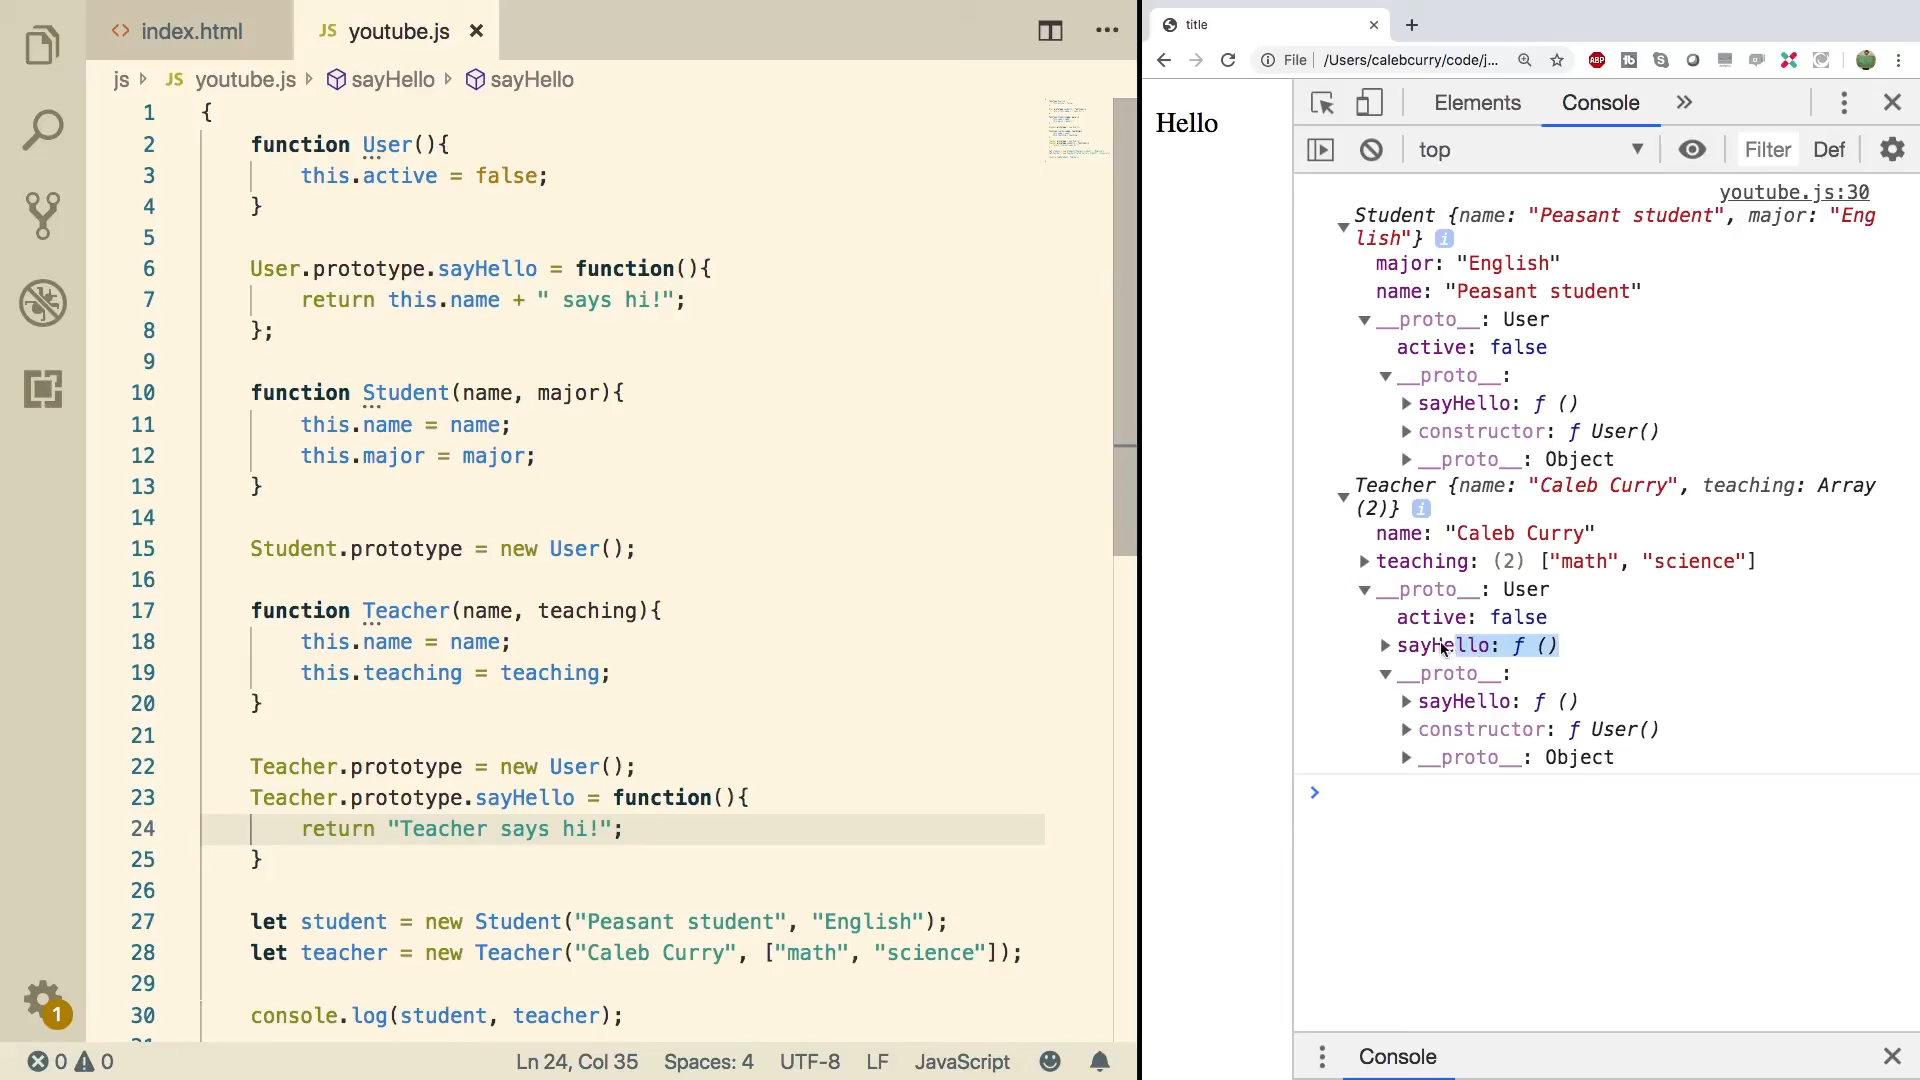 index.html
JS youtube.js
js JS youtube.js sayHello sayHello
1 {
2 function User(){
3 this.active = false;
4 }
5
6 User.prototype.sayHello = function(){
7 return this.name + " says hi!";
8 };
9
10 function Student(name, major){
11 this.name = name;
12 this.major = major;
13 }
14
15 Student.prototype = new User();
16
17 function Teacher(name, teaching){
18 this.name = name;
19 this.teaching = teaching;
20 }
21
22 Teacher.prototype = new User();
23 Teacher.prototype.sayHello = function(){
24 return "Teacher says hi!";
25 }
26
27 let student = new Student("Peasant student", "English");
28 let teacher = new Teacher("Caleb Curry", ["math", "science"]);
29
30 console.log(student, teacher);
1
0 0
Ln 24, Col 35 Spaces: 4 UTF-8 LF JavaScript
title
File /Users/calebcurry/code/j...
ABP
Hello
Elements Console
top Filter Def
youtube.js:30
Student {name: "Peasant student", major: "Eng
lish"} i
major: "English"
name: "Peasant student"
__proto__: User
active: false
__proto__:
sayHello: ƒ ()
constructor: ƒ User()
__proto__: Object
Teacher {name: "Caleb Curry", teaching: Array
(2)} i
name: "Caleb Curry"
teaching: (2) ["math", "science"]
__proto__: User
active: false
sayHello: ƒ ()
__proto__:
sayHello: ƒ ()
constructor: ƒ User()
__proto__: Object
Console